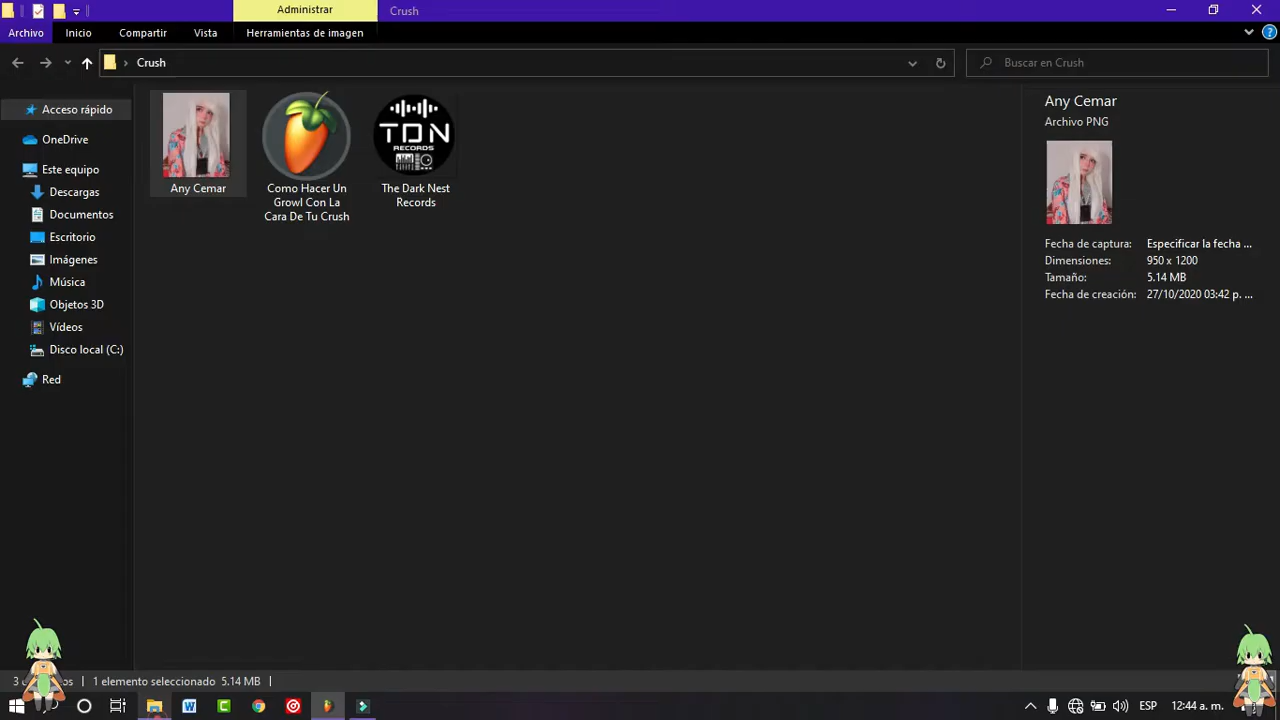 Administrar
Crush
Archivo
Inicio
Compartir
Vista
Herramientas de imagen
Crush
Buscar en Crush
Acceso rápido
OneDrive
Este equipo
Descargas
Documentos
Escritorio
Imágenes
Música
Objetos 3D
Vídeos
Disco local (C:)
Red
Any Cemar
Como Hacer Un
Growl Con La
Cara De Tu Crush
TDN
RECORDS
The Dark Nest
Records
Any Cemar
Archivo PNG
Fecha de captura: Especificar la fecha ...
Dimensiones: 950 x 1200
Tamaño: 5.14 MB
Fecha de creación: 27/10/2020 03:42 p. ...
1 elemento seleccionado 5.14 MB
ESP
12:44 a. m.